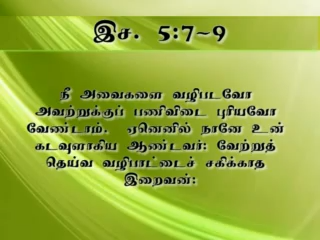 இச. 5:7~9
நீ அவைகளை வழிபடவோ
அவற்றுக்குப் பணிவிடை புரியவோ
வேண்டாம். ஏனெனில் நானே உன்
கடவுளாகிய ஆண்டவர்; வேற்றுத்
தெய்வ வழிபாட்டைச் சகிக்காத
இறைவன்;